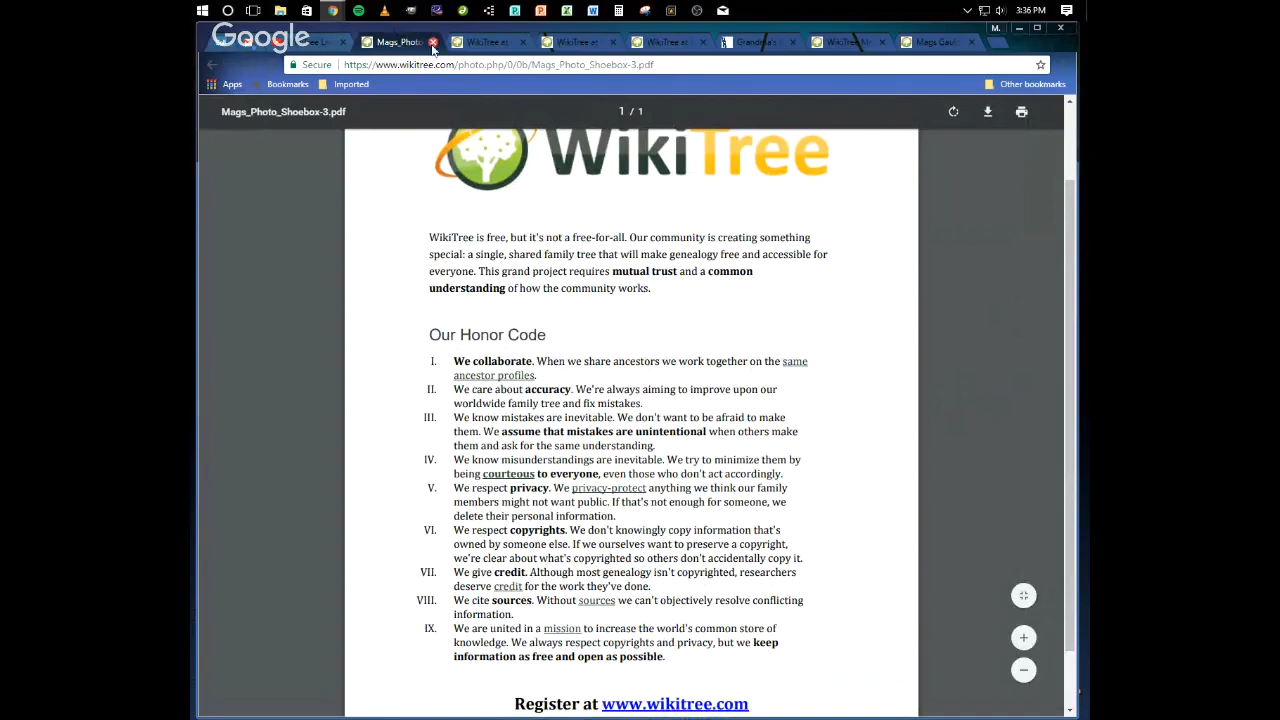 3:36 PM
Google
Mags_Photo
WikiTree at
WikiTree at
WikiTree at
Grandma's
WikiTree
Mags Gaul
M.
Secure https://www.wikitree.com/photo.php/0/0b/Mags_Photo_Shoebox-3.pdf
Apps Bookmarks Imported Other bookmarks
Mags_Photo_Shoebox-3.pdf 1 / 1
WikiTree
WikiTree is free, but it's not a free-for-all. Our community is creating something
special: a single, shared family tree that will make genealogy free and accessible for
everyone. This grand project requires mutual trust and a common
understanding of how the community works.
Our Honor Code
I. We collaborate. When we share ancestors we work together on the same
ancestor profiles.
II. We care about accuracy. We're always aiming to improve upon our
worldwide family tree and fix mistakes.
III. We know mistakes are inevitable. We don't want to be afraid to make
them. We assume that mistakes are unintentional when others make
them and ask for the same understanding.
IV. We know misunderstandings are inevitable. We try to minimize them by
being courteous to everyone, even those who don't act accordingly.
V. We respect privacy. We privacy-protect anything we think our family
members might not want public. If that's not enough for someone, we
delete their personal information.
VI. We respect copyrights. We don't knowingly copy information that's
owned by someone else. If we ourselves want to preserve a copyright,
we're clear about what's copyrighted so others don't accidentally copy it.
VII. We give credit. Although most genealogy isn't copyrighted, researchers
deserve credit for the work they've done.
VIII. We cite sources. Without sources we can't objectively resolve conflicting
information.
IX. We are united in a mission to increase the world's common store of
knowledge. We always respect copyrights and privacy, but we keep
information as free and open as possible.
Register at www.wikitree.com